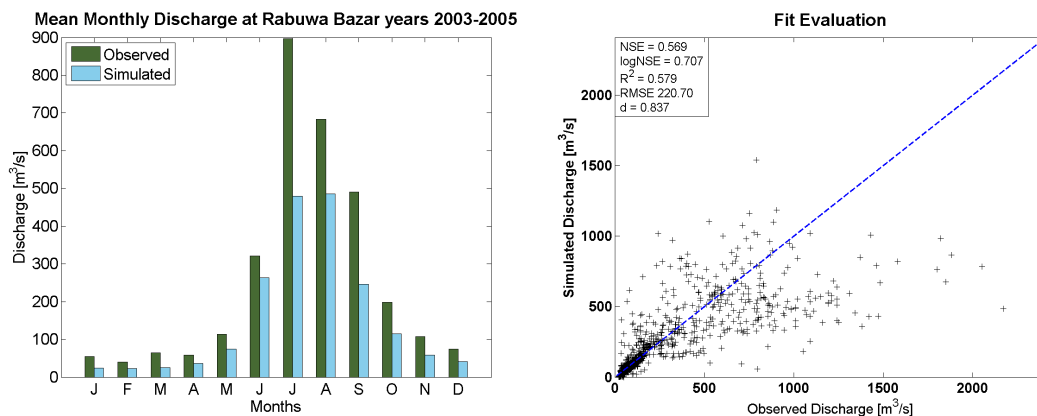 Mean Monthly Discharge at Rabuwa Bazar years 2003-2005
900
800
700
600
500
400
300
200
100
0
Discharge [m³/s]
Observed
Simulated
J F M A M J J A S O N D
Months
Fit Evaluation
NSE = 0.569
logNSE = 0.707
R² = 0.579
RMSE 220.70
d = 0.837
2000
1500
1000
500
0
Simulated Discharge [m³/s]
0 500 1000 1500 2000
Observed Discharge [m³/s]